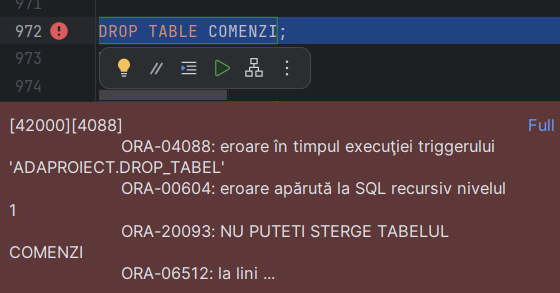 971
972 DROP TABLE COMENZI;
973
974
[42000][4088] Full
ORA-04088: eroare în timpul execuţiei triggerului
'ADAPROIECT.DROP_TABEL'
ORA-00604: eroare apărută la SQL recursiv nivelul
1
ORA-20093: NU PUTETI STERGE TABELUL
COMENZI
ORA-06512: la lini ...